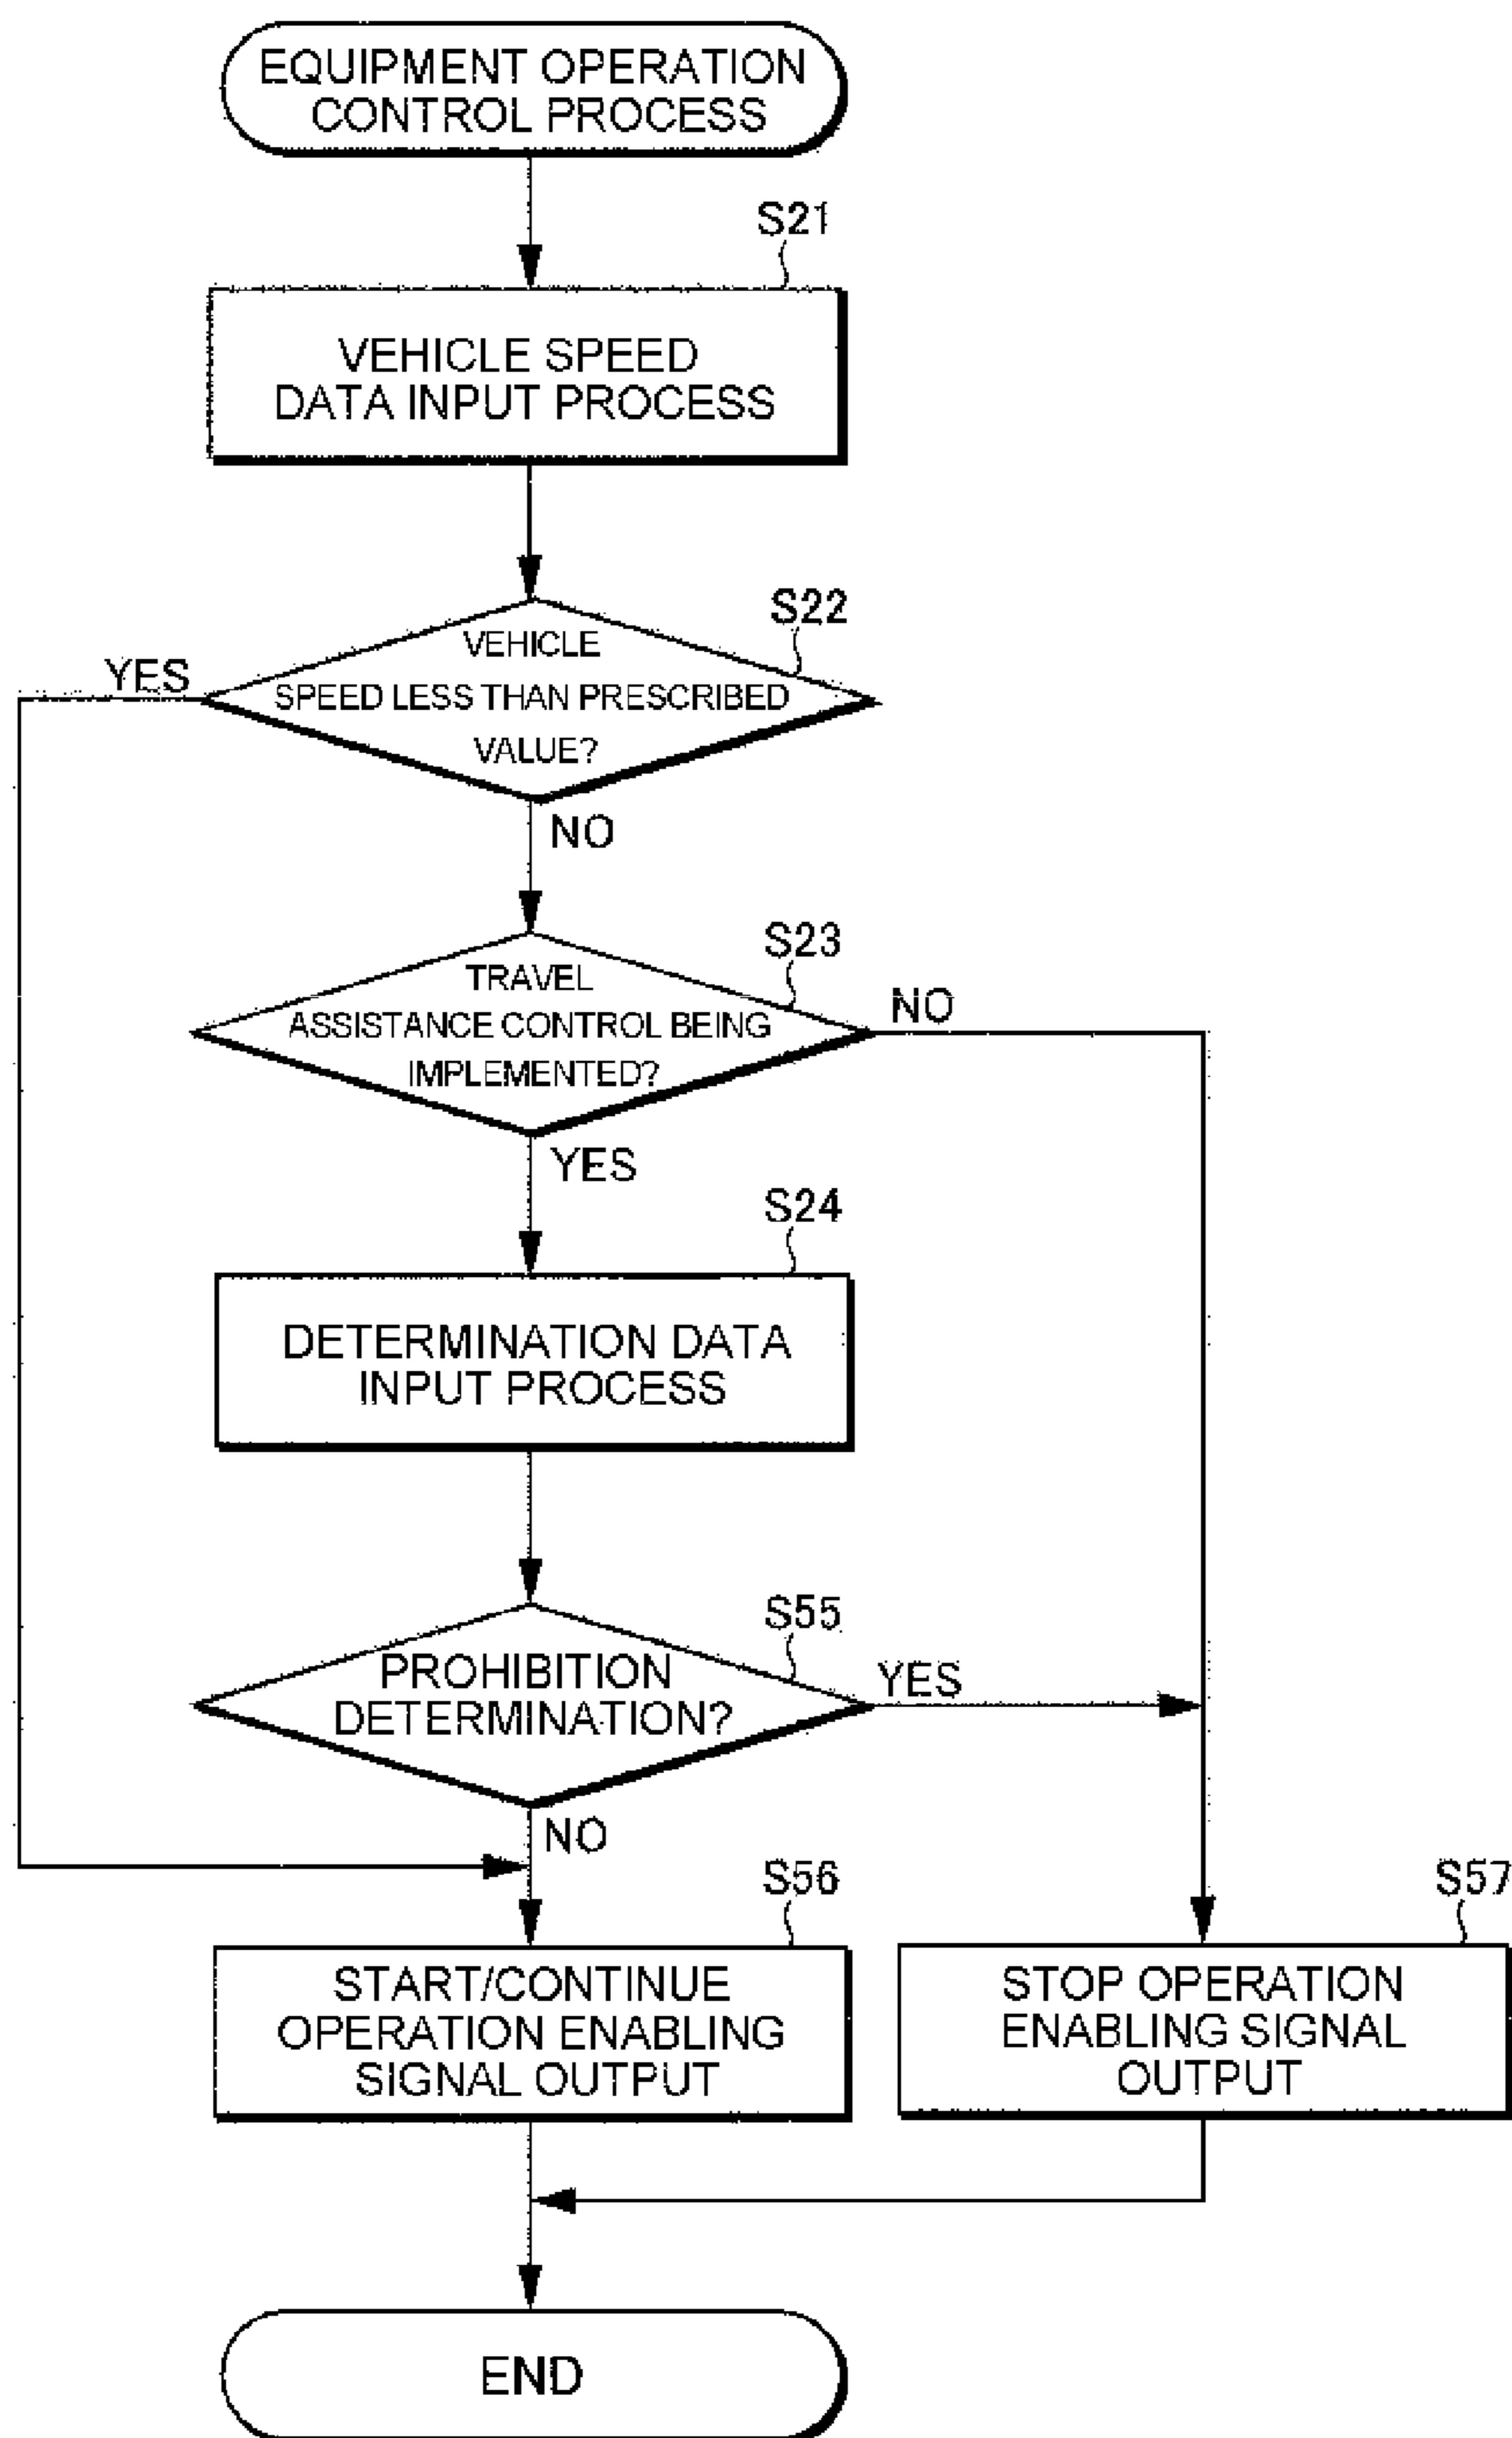 EQUIPMENT OPERATION
CONTROL PROCESS
S21
VEHICLE SPEED
DATA INPUT PROCESS
S22
VEHICLE
SPEED LESS THAN PRESCRIBED
VALUE?
YES
NO
S23
TRAVEL
ASSISTANCE CONTROL BEING
IMPLEMENTED?
NO
YES
S24
DETERMINATION DATA
INPUT PROCESS
S55
PROHIBITION
DETERMINATION?
YES
NO
S56
START/CONTINUE
OPERATION ENABLING
SIGNAL OUTPUT
S57
STOP OPERATION
ENABLING SIGNAL
OUTPUT
END